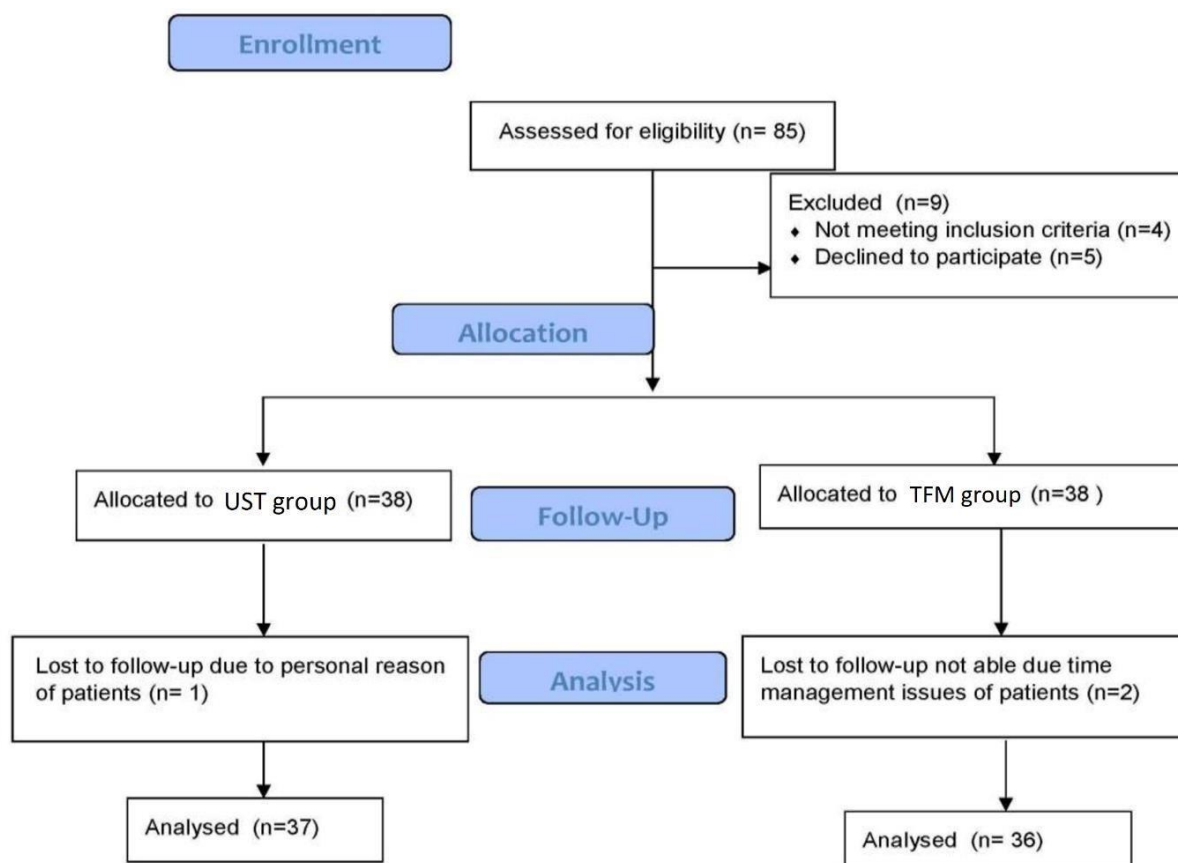 Enrollment
Assessed for eligibility (n= 85)
Excluded (n=9)
♦ Not meeting inclusion criteria (n=4)
♦ Declined to participate (n=5)
Allocation
Allocated to UST group (n=38)
Allocated to TFM group (n=38 )
Follow-Up
Lost to follow-up due to personal reason
of patients (n= 1)
Lost to follow-up not able due time
management issues of patients (n=2)
Analysis
Analysed (n=37)
Analysed (n= 36)